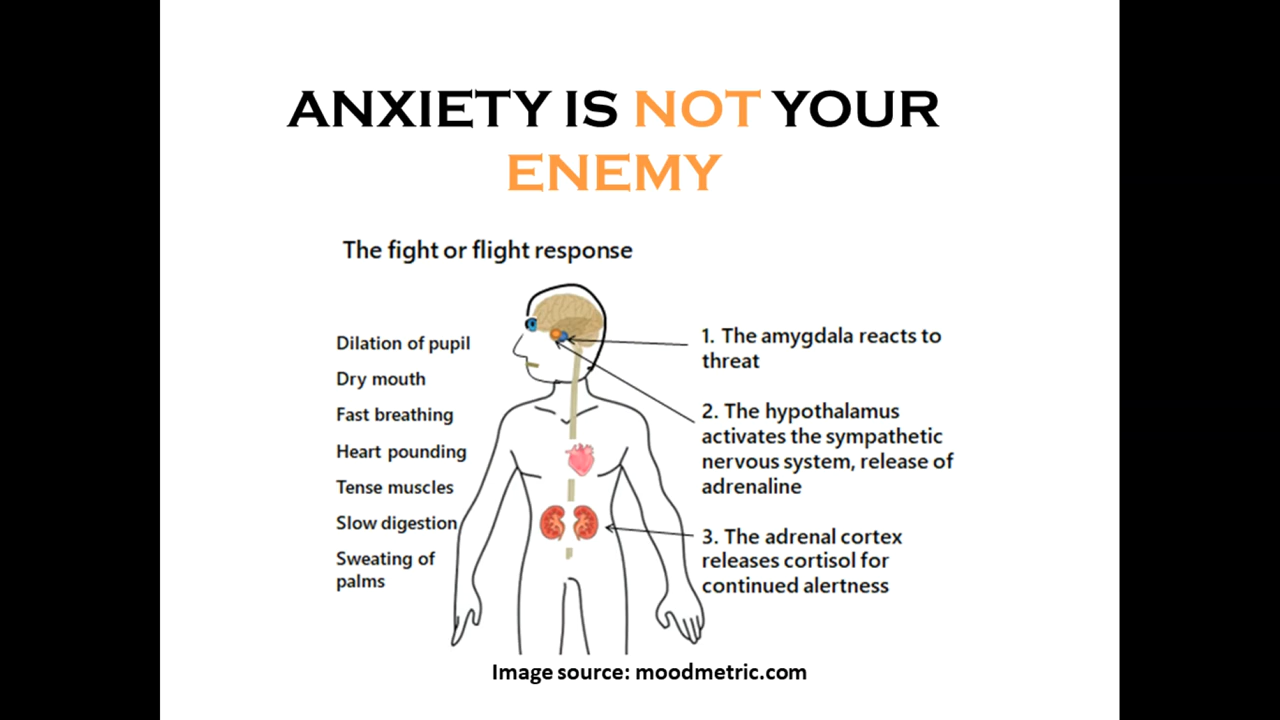 ANXIETY IS NOT YOUR
ENEMY
The fight or flight response
Dilation of pupil
Dry mouth
Fast breathing
Heart pounding
Tense muscles
Slow digestion
Sweating of
palms
1. The amygdala reacts to
threat
2. The hypothalamus
activates the sympathetic
nervous system, release of
adrenaline
3. The adrenal cortex
releases cortisol for
continued alertness
Image source: moodmetric.com